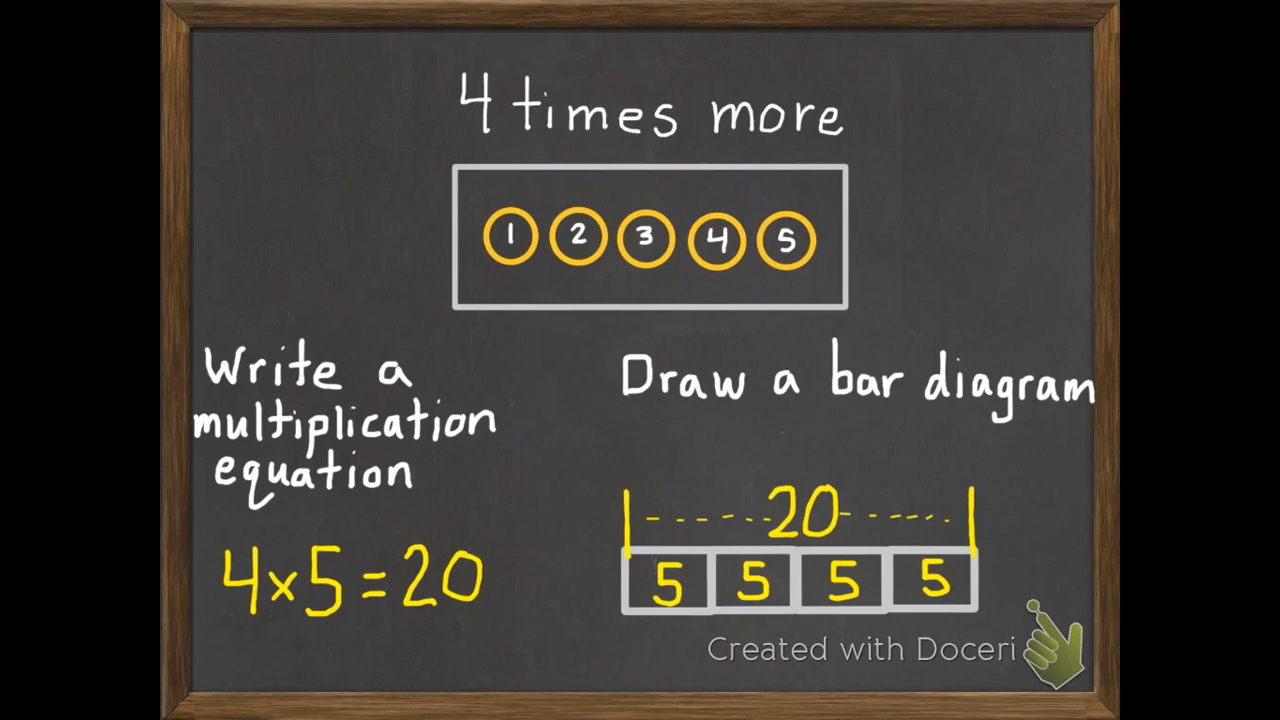 4 times more
1 2 3 4 5
Write a
multiplication
equation
4×5=20
Draw a bar diagram
20
5 5 5 5
Created with Doceri